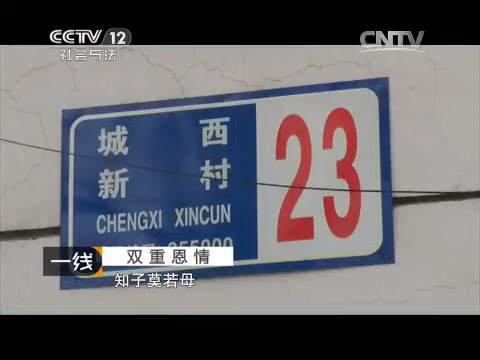 CCTV 12
社会与法
CNTV
城西
新村
CHENGXI XINCUN
23
一线
双重恩情
知子莫若母